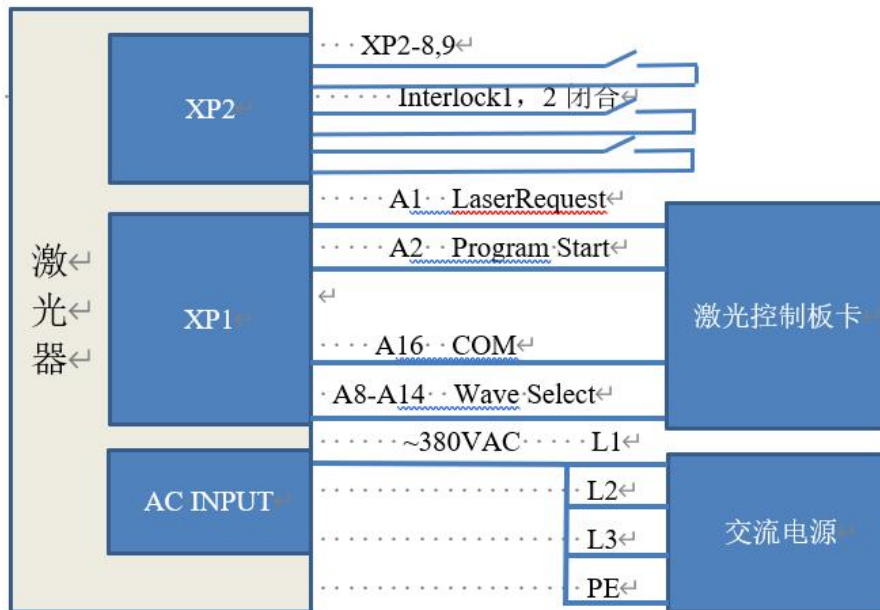 XP2-8,9
XP2
Interlock1，2 闭合
A1 LaserRequest
A2 Program Start
激
光
器
XP1
激光控制板卡
A16 COM
A8-A14 Wave Select
~380VAC L1
AC INPUT
L2
L3
交流电源
PE